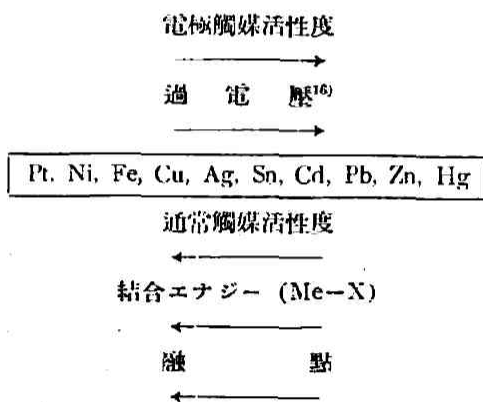 電極觸媒活性度
過電壓¹⁶⁾
Pt. Ni, Fe, Cu, Ag, Sn, Cd, Pb, Zn, Hg
通常觸媒活性度
結合エナジー (Me—X)
融點